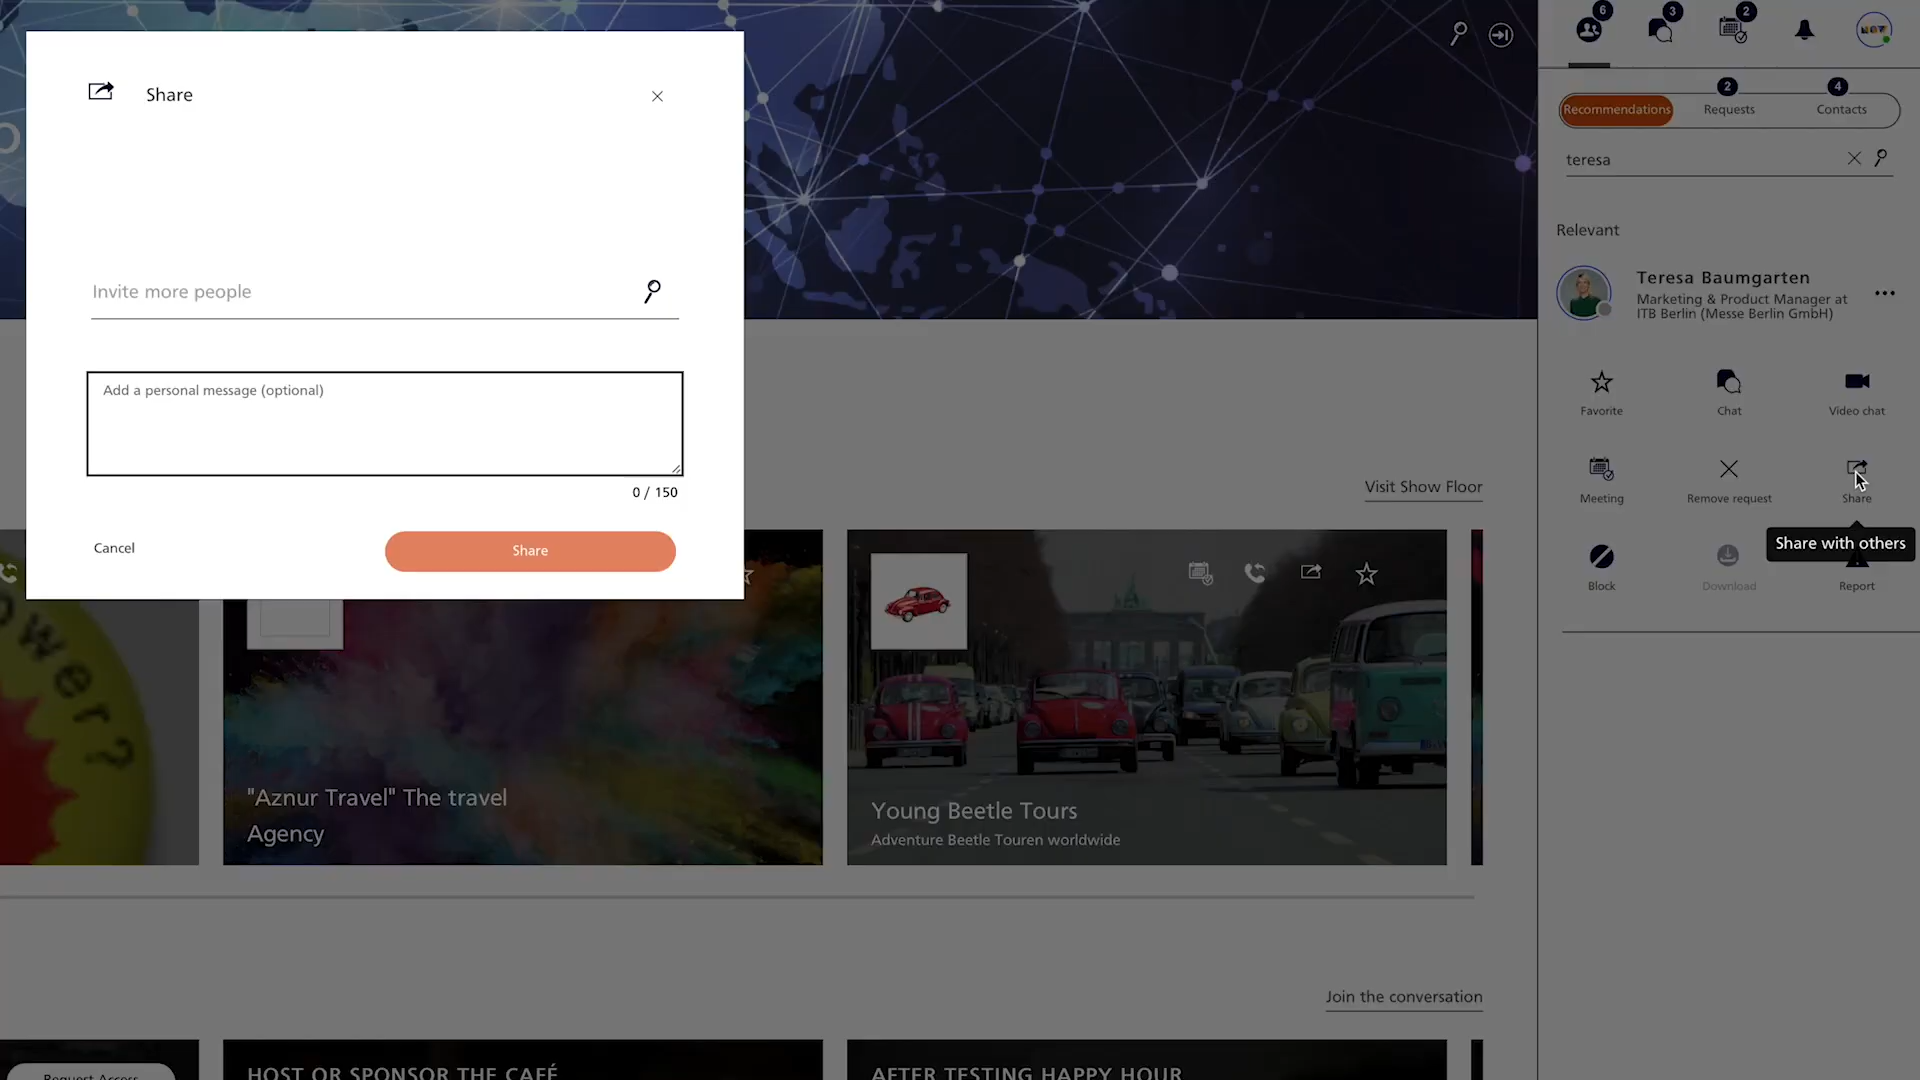 Share
Invite more people
Add a personal message (optional)
0 / 150
Cancel
Share
6
3
2
Recommendations
2
Requests
4
Contacts
teresa
Relevant
Teresa Baumgarten
Marketing & Product Manager at
ITB Berlin (Messe Berlin GmbH)
Favorite
Chat
Video chat
Meeting
Remove request
Share
Share with others
Block
Download
Report
Visit Show Floor
ower?
"Aznur Travel" The travel
Agency
Young Beetle Tours
Adventure Beetle Touren worldwide
Join the conversation
Request Access
HOST OR SPONSOR THE CAFÉ
AFTER TESTING HAPPY HOUR